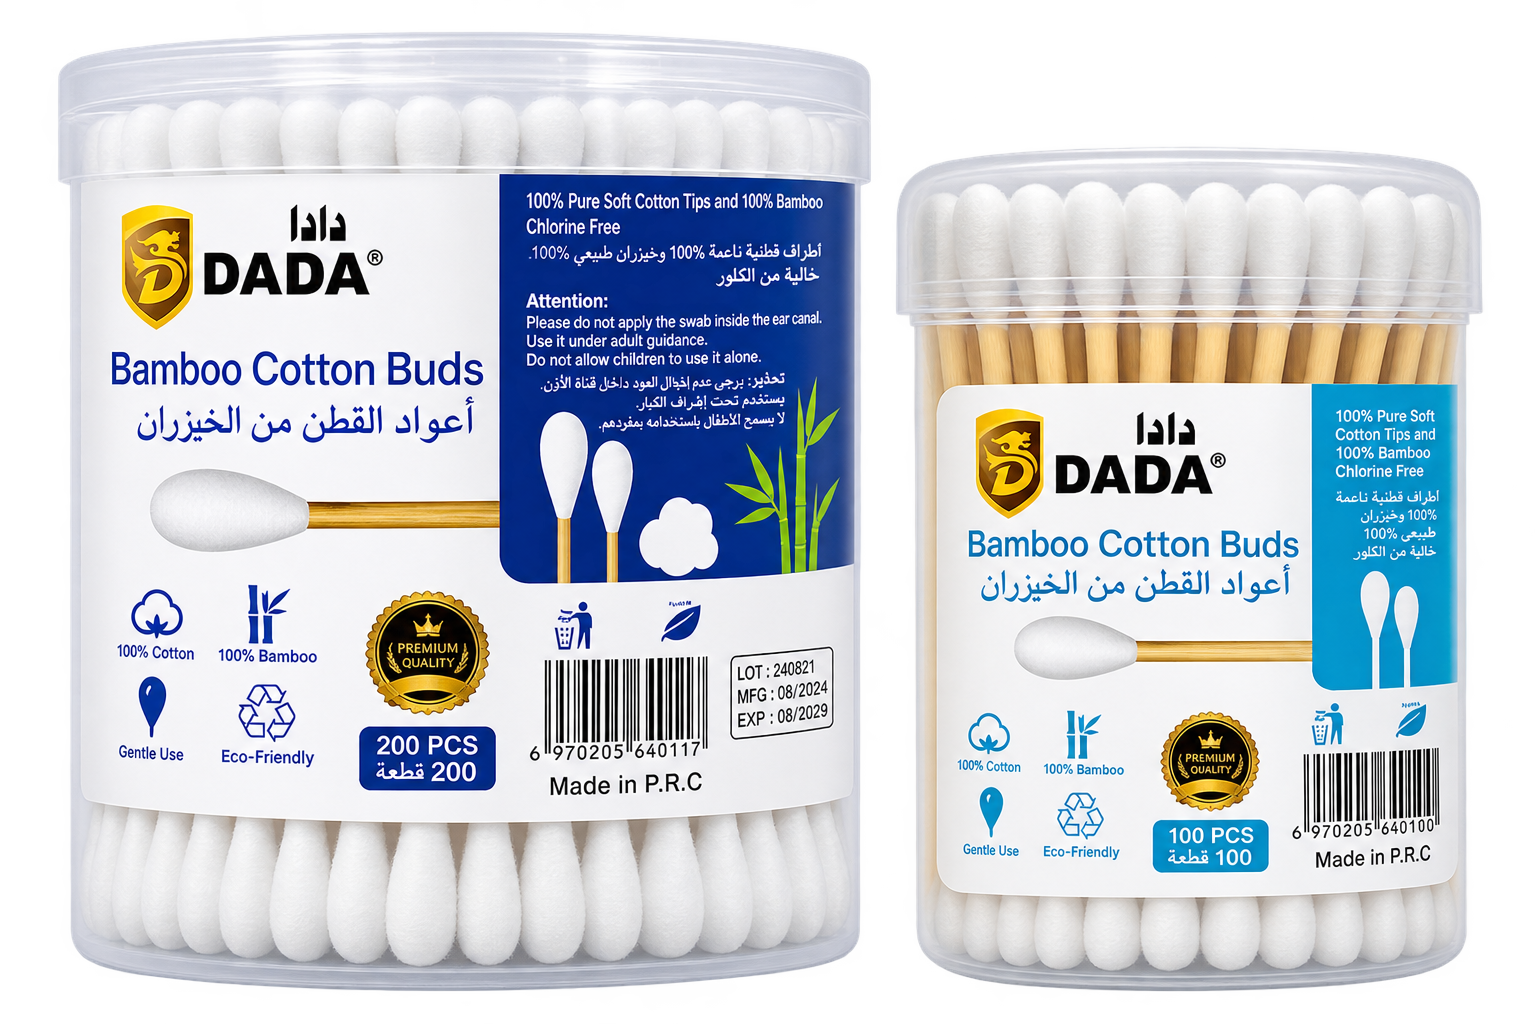 دادا
DADA®
Bamboo Cotton Buds
أعواد القطن من الخيزران
100% Cotton
100% Bamboo
Gentle Use
Eco-Friendly
PREMIUM
QUALITY
200 PCS
200 قطعة
100% Pure Soft Cotton Tips and 100% Bamboo
Chlorine Free
أطراف قطنية ناعمة 100% وخيزران طبيعي 100%.
خالية من الكلور
Attention:
Please do not apply the swab inside the ear canal.
Use it under adult guidance.
Do not allow children to use it alone.
تحذير: يرجى عدم إدخال العود داخل قناة الأذن.
يستخدم تحت إشراف الكبار.
لا يسمح الأطفال باستخدامه بمفردهم.
6 970205 640117
Made in P.R.C
LOT : 240821
MFG : 08/2024
EXP : 08/2029
دادا
DADA®
Bamboo Cotton Buds
أعواد القطن من الخيزران
100% Cotton
100% Bamboo
Gentle Use
Eco-Friendly
PREMIUM
QUALITY
100 PCS
100 قطعة
100% Pure Soft
Cotton Tips and
100% Bamboo
Chlorine Free
اطراف قطنية ناعمة
100% وخيزران
طبيعى 100%
خالية من الكلور
6 970205 640100
Made in P.R.C